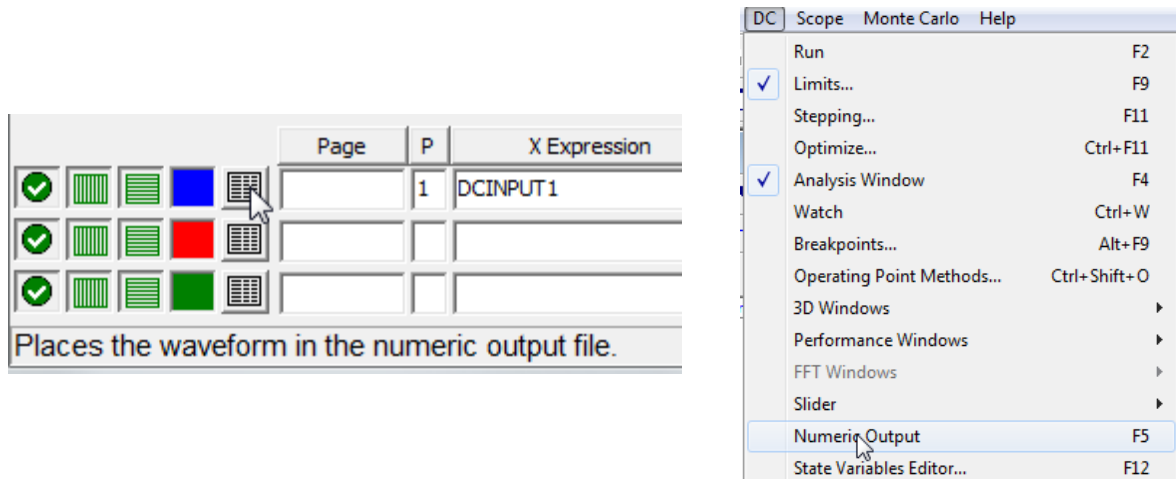 Page P X Expression
1 DCINPUT1
Places the waveform in the numeric output file.
DC Scope Monte Carlo Help
Run F2
Limits... F9
Stepping... F11
Optimize... Ctrl+F11
Analysis Window F4
Watch Ctrl+W
Breakpoints... Alt+F9
Operating Point Methods... Ctrl+Shift+O
3D Windows
Performance Windows
FFT Windows
Slider
Numeric Output F5
State Variables Editor... F12